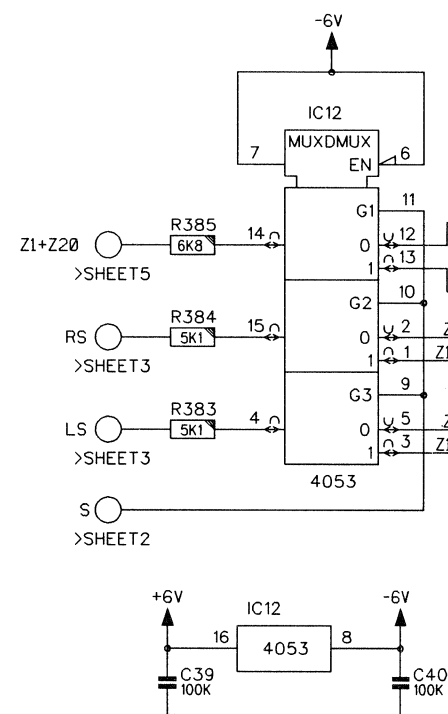 -6V
IC12
7
MUXDMUX
EN
6
G1
11
R385
Z1+Z20
6K8
14
0
12
>SHEET5
1
13
G2
10
R384
RS
5K1
15
0
2
Z
>SHEET3
1
1
Z1
G3
9
R383
LS
5K1
4
0
5
Z
>SHEET3
1
3
Z1
4053
S
>SHEET2
+6V
IC12
-6V
16
4053
8
C39
100K
C40
100K